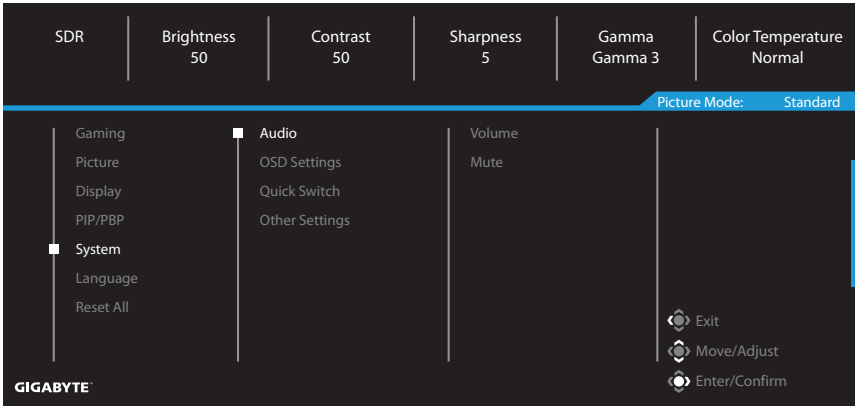 SDR
Brightness
50
Contrast
50
Sharpness
5
Gamma
Gamma 3
Color Temperature
Normal
Picture Mode: Standard
Gaming
Picture
Display
PIP/PBP
System
Language
Reset All
Audio
OSD Settings
Quick Switch
Other Settings
Volume
Mute
Exit
Move/Adjust
Enter/Confirm
GIGABYTE™